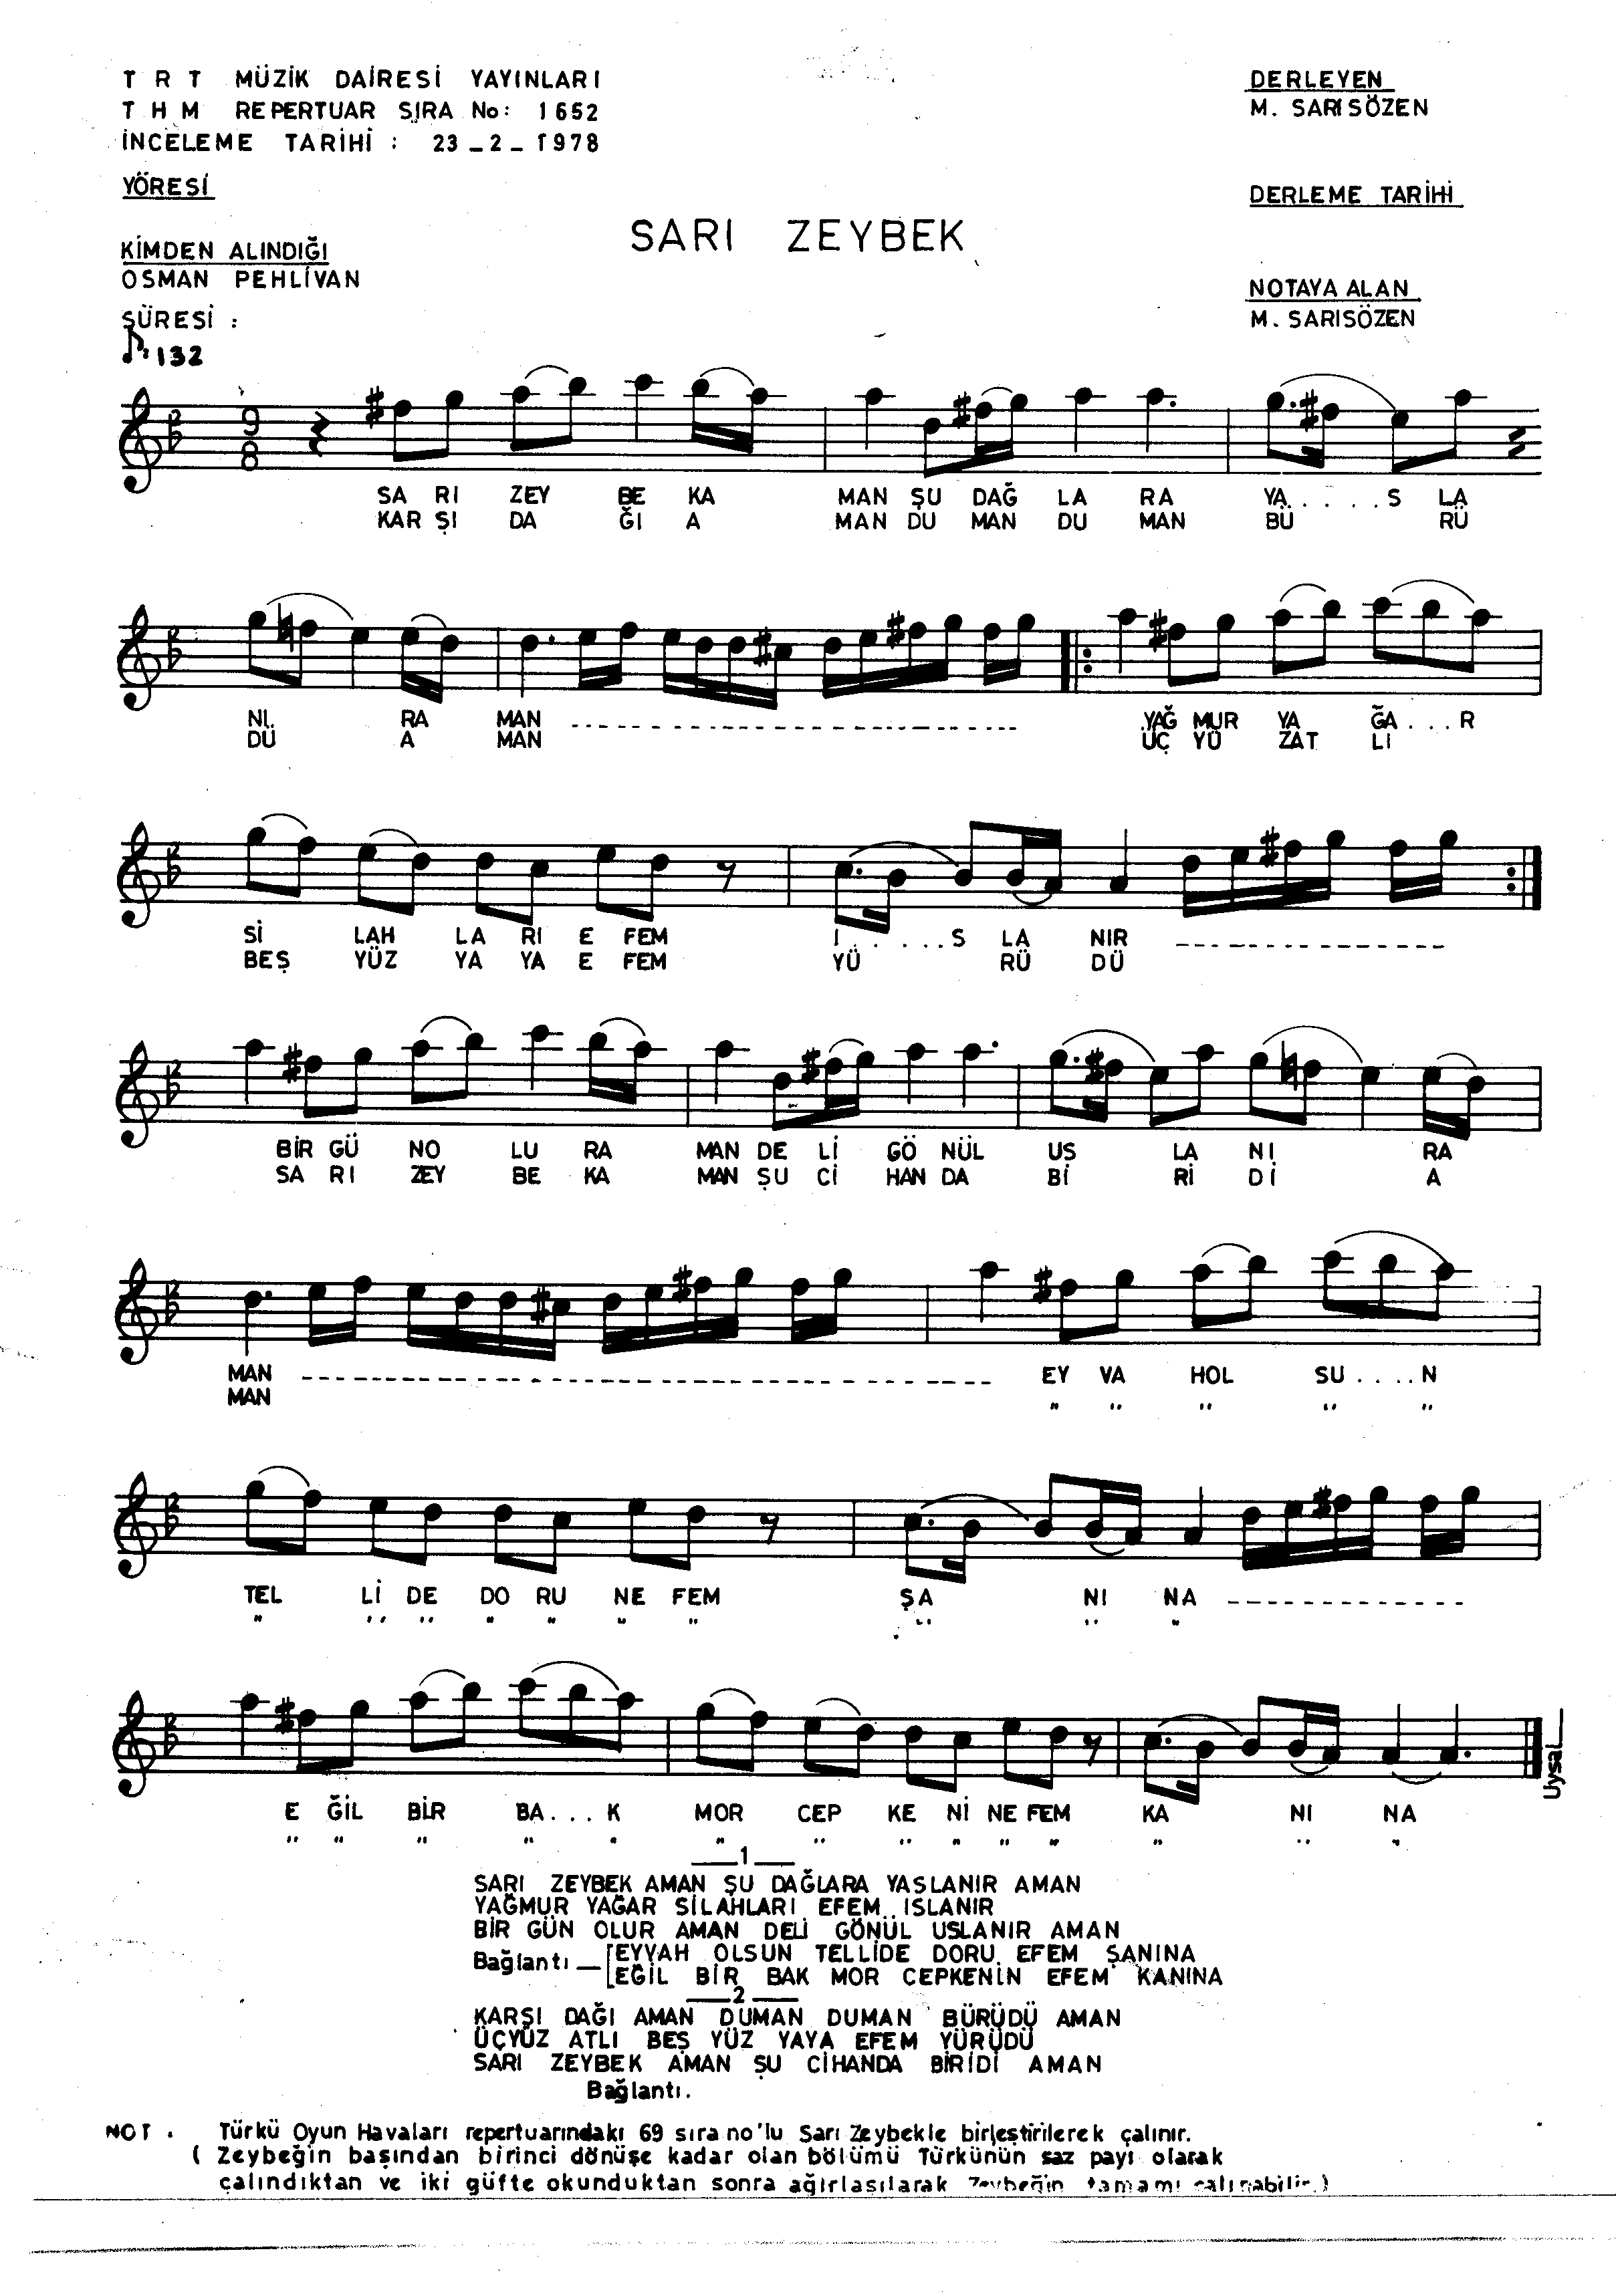 T R T MÜZİK DAİRESİ YAYINLARI
T H M REPERTUAR SIRA No: 1652
İNCELEME TARİHİ : 23_2_1978
YÖRESİ
KİMDEN ALINDIĞI
OSMAN PEHLİVAN
SÜRESİ :
♪: 132
SARI ZEYBEK
DERLEYEN
M. SARISÖZEN
DERLEME TARİHİ
NOTAYA ALAN
M. SARISÖZEN
9
8
SA RI ZEY BE KA MAN ŞU DAĞ LA RA YA.....S LA
KAR ŞI DA ĞI A MAN DU MAN DU MAN BÜ RÜ
NI. RA MAN ---------- YAĞ MUR YA ĞA...R
DÜ A MAN ÜÇ YÜ ZAT LI
Sİ LAH LA RI E FEM I.....S LA NIR ----------
BEŞ YÜZ YA YA E FEM YÜ RÜ DÜ
BİR GÜ NO LU RA MAN DE Lİ GÖ NÜL US LA NI RA
SA RI ZEY BE KA MAN ŞU Cİ HAN DA Bİ Rİ Dİ A
MAN ---------- EY VA HOL SU....N
MAN " " " " "
TEL Lİ DE DO RU NE FEM ŞA NI NA ----------
" " " " " " " " " "
E ĞİL BİR BA...K MOR CEP KE Nİ NE FEM KA NI NA
" " " " " " " " " " " " " "
Uysal
__1__
SARI ZEYBEK AMAN ŞU DAĞLARA YASLANIR AMAN
YAĞMUR YAĞAR SİLAHLARI EFEM ISLANIR
BİR GÜN OLUR AMAN DELİ GÖNÜL USLANIR AMAN
Bağlantı — [EYVAH OLSUN TELLİDE DORU EFEM ŞANINA
[EĞİL BİR BAK MOR CEPKENİN EFEM KANINA
__2__
KARŞI DAĞI AMAN DUMAN DUMAN BÜRÜDÜ AMAN
ÜÇYÜZ ATLI BEŞ YÜZ YAYA EFEM YÜRÜDÜ
SARI ZEYBEK AMAN ŞU CİHANDA BİRİDİ AMAN
Bağlantı.
NOT . Türkü Oyun Havaları repertuarındakı 69 sıra no'lu Sarı Zeybekle birleştirilerek çalınır.
( Zeybeğin başından birinci dönüşe kadar olan bölümü Türkünün saz payı olarak
çalındıktan ve iki güfte okunduktan sonra ağırlaşılarak Zeybeğin tamamı çalınabilir.)